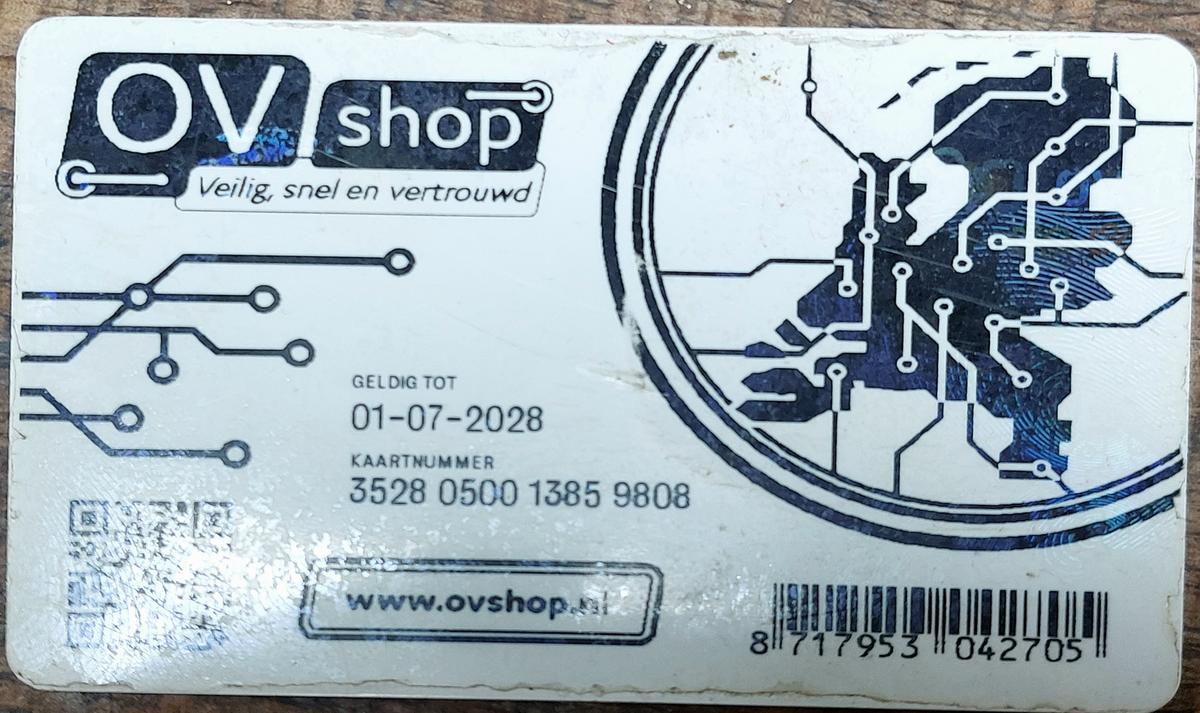 OV shop
Veilig, snel en vertrouwd
GELDIG TOT
01-07-2028
KAARTNUMMER
3528 0500 1385 9808
www.ovshop.nl
8 717953 042705